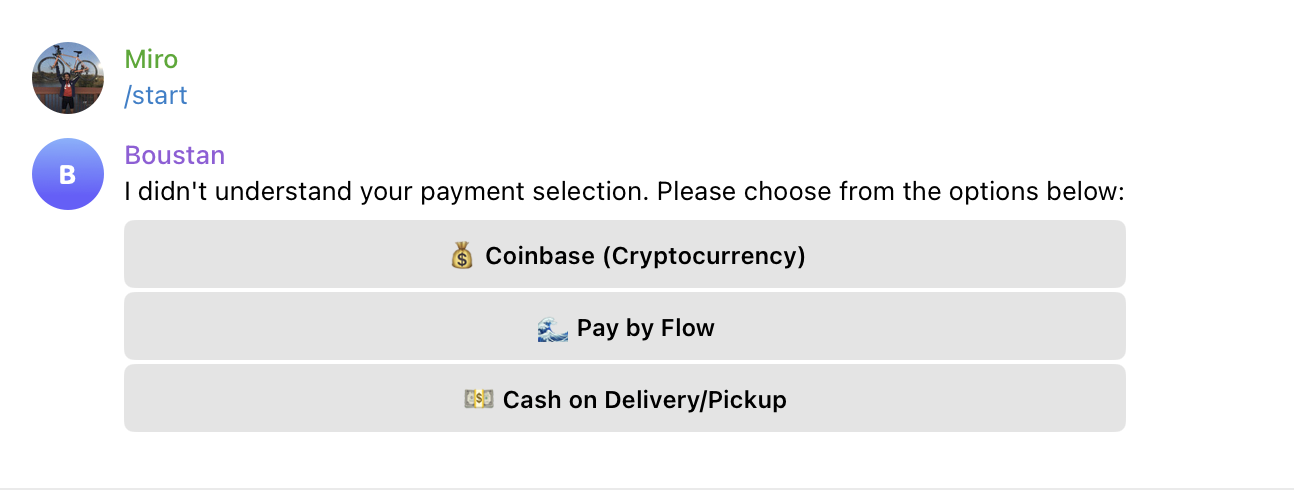 Miro
/start
B
Boustan
I didn't understand your payment selection. Please choose from the options below:
💰 Coinbase (Cryptocurrency)
🌊 Pay by Flow
💵 Cash on Delivery/Pickup